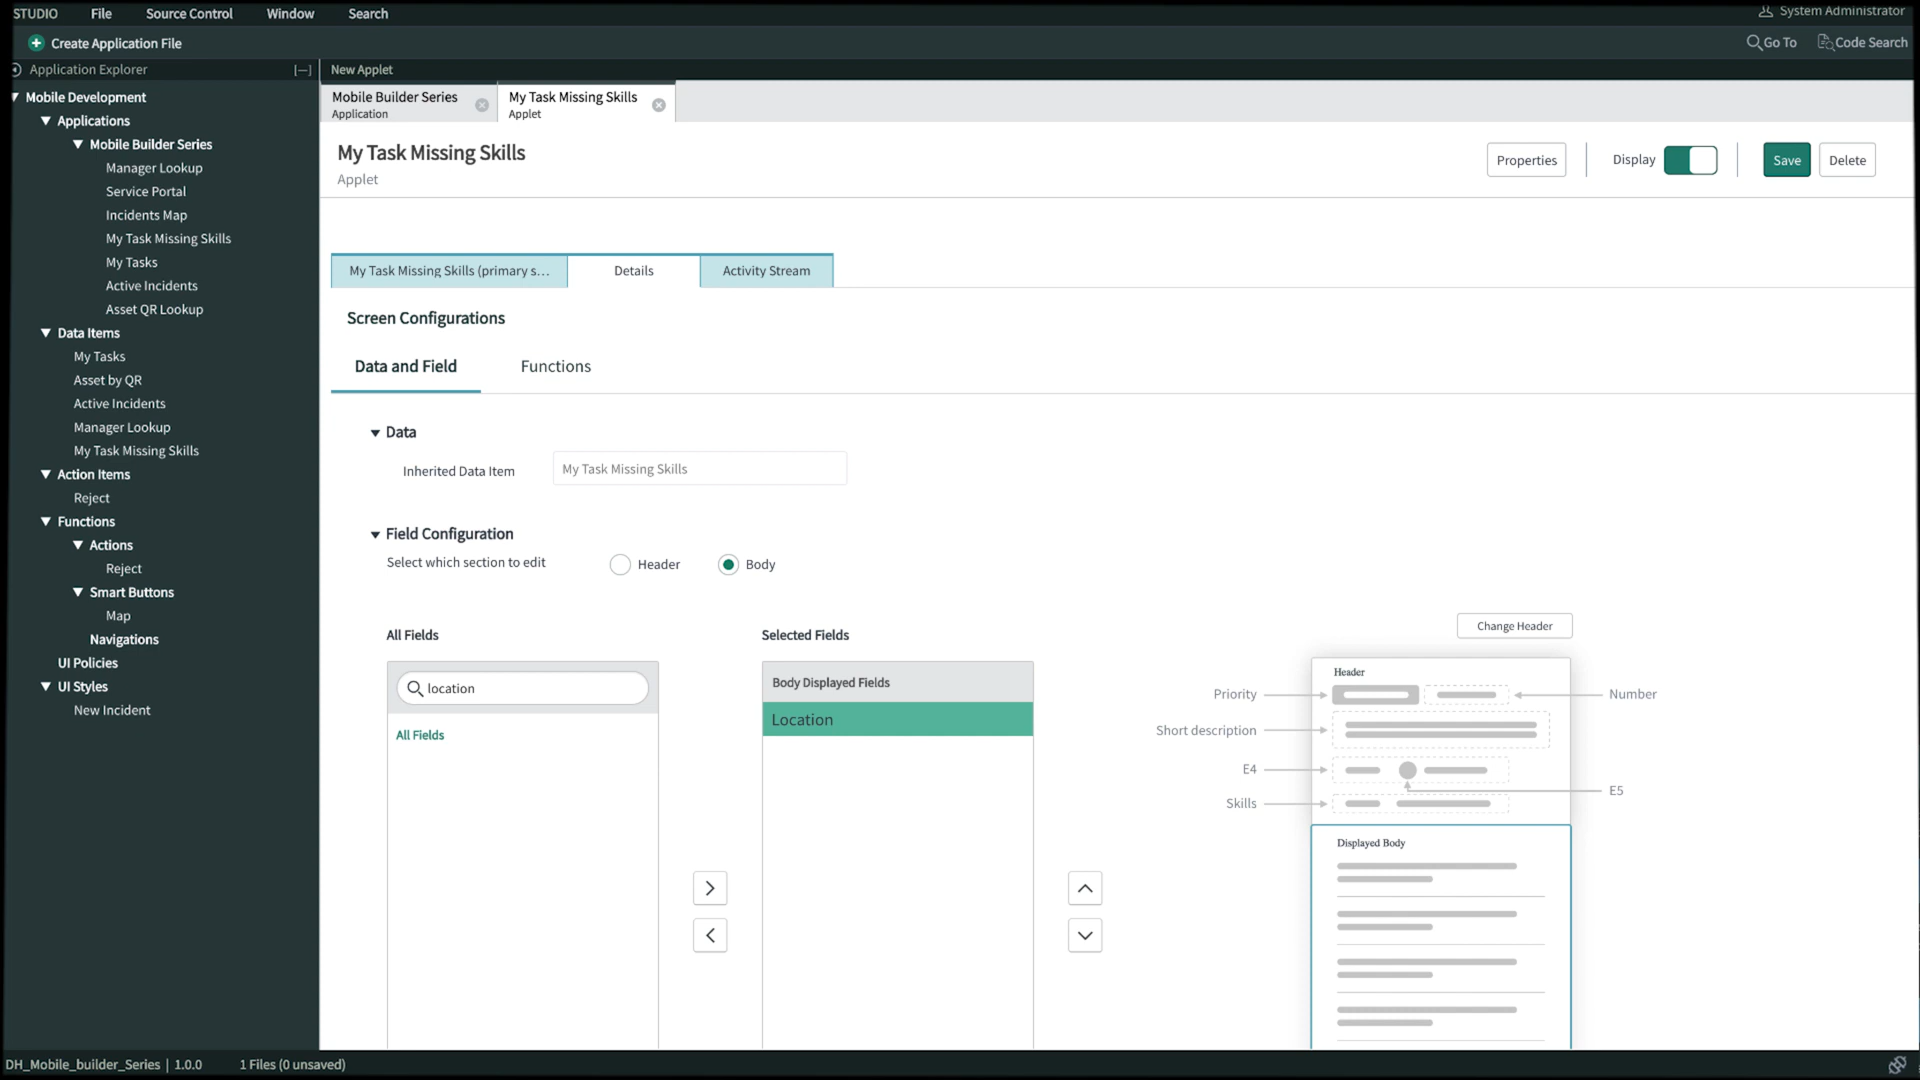 STUDIO
File
Source Control
Window
Search
System Administrator
Create Application File
Go To
Code Search
Application Explorer
[—]
New Applet
Mobile Development
Applications
Mobile Builder Series
Manager Lookup
Service Portal
Incidents Map
My Task Missing Skills
My Tasks
Active Incidents
Asset QR Lookup
Data Items
My Tasks
Asset by QR
Active Incidents
Manager Lookup
My Task Missing Skills
Action Items
Reject
Functions
Actions
Reject
Smart Buttons
Map
Navigations
UI Policies
UI Styles
New Incident
Mobile Builder Series
Application
My Task Missing Skills
Applet
My Task Missing Skills
Applet
Properties
Display
Save
Delete
My Task Missing Skills (primary s...
Details
Activity Stream
Screen Configurations
Data and Field
Functions
Data
Inherited Data Item
My Task Missing Skills
Field Configuration
Select which section to edit
Header
Body
All Fields
location
All Fields
Selected Fields
Body Displayed Fields
Location
Change Header
Header
Priority
Number
Short description
E4
E5
Skills
Displayed Body
DH_Mobile_builder_Series | 1.0.0
1 Files (0 unsaved)